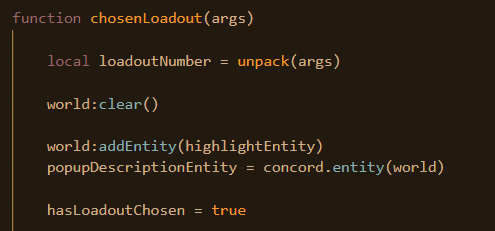 function chosenLoadout(args)
local loadoutNumber = unpack(args)
world:clear()
world:addEntity(highlightEntity)
popupDescriptionEntity = concord.entity(world)
hasLoadoutChosen = true